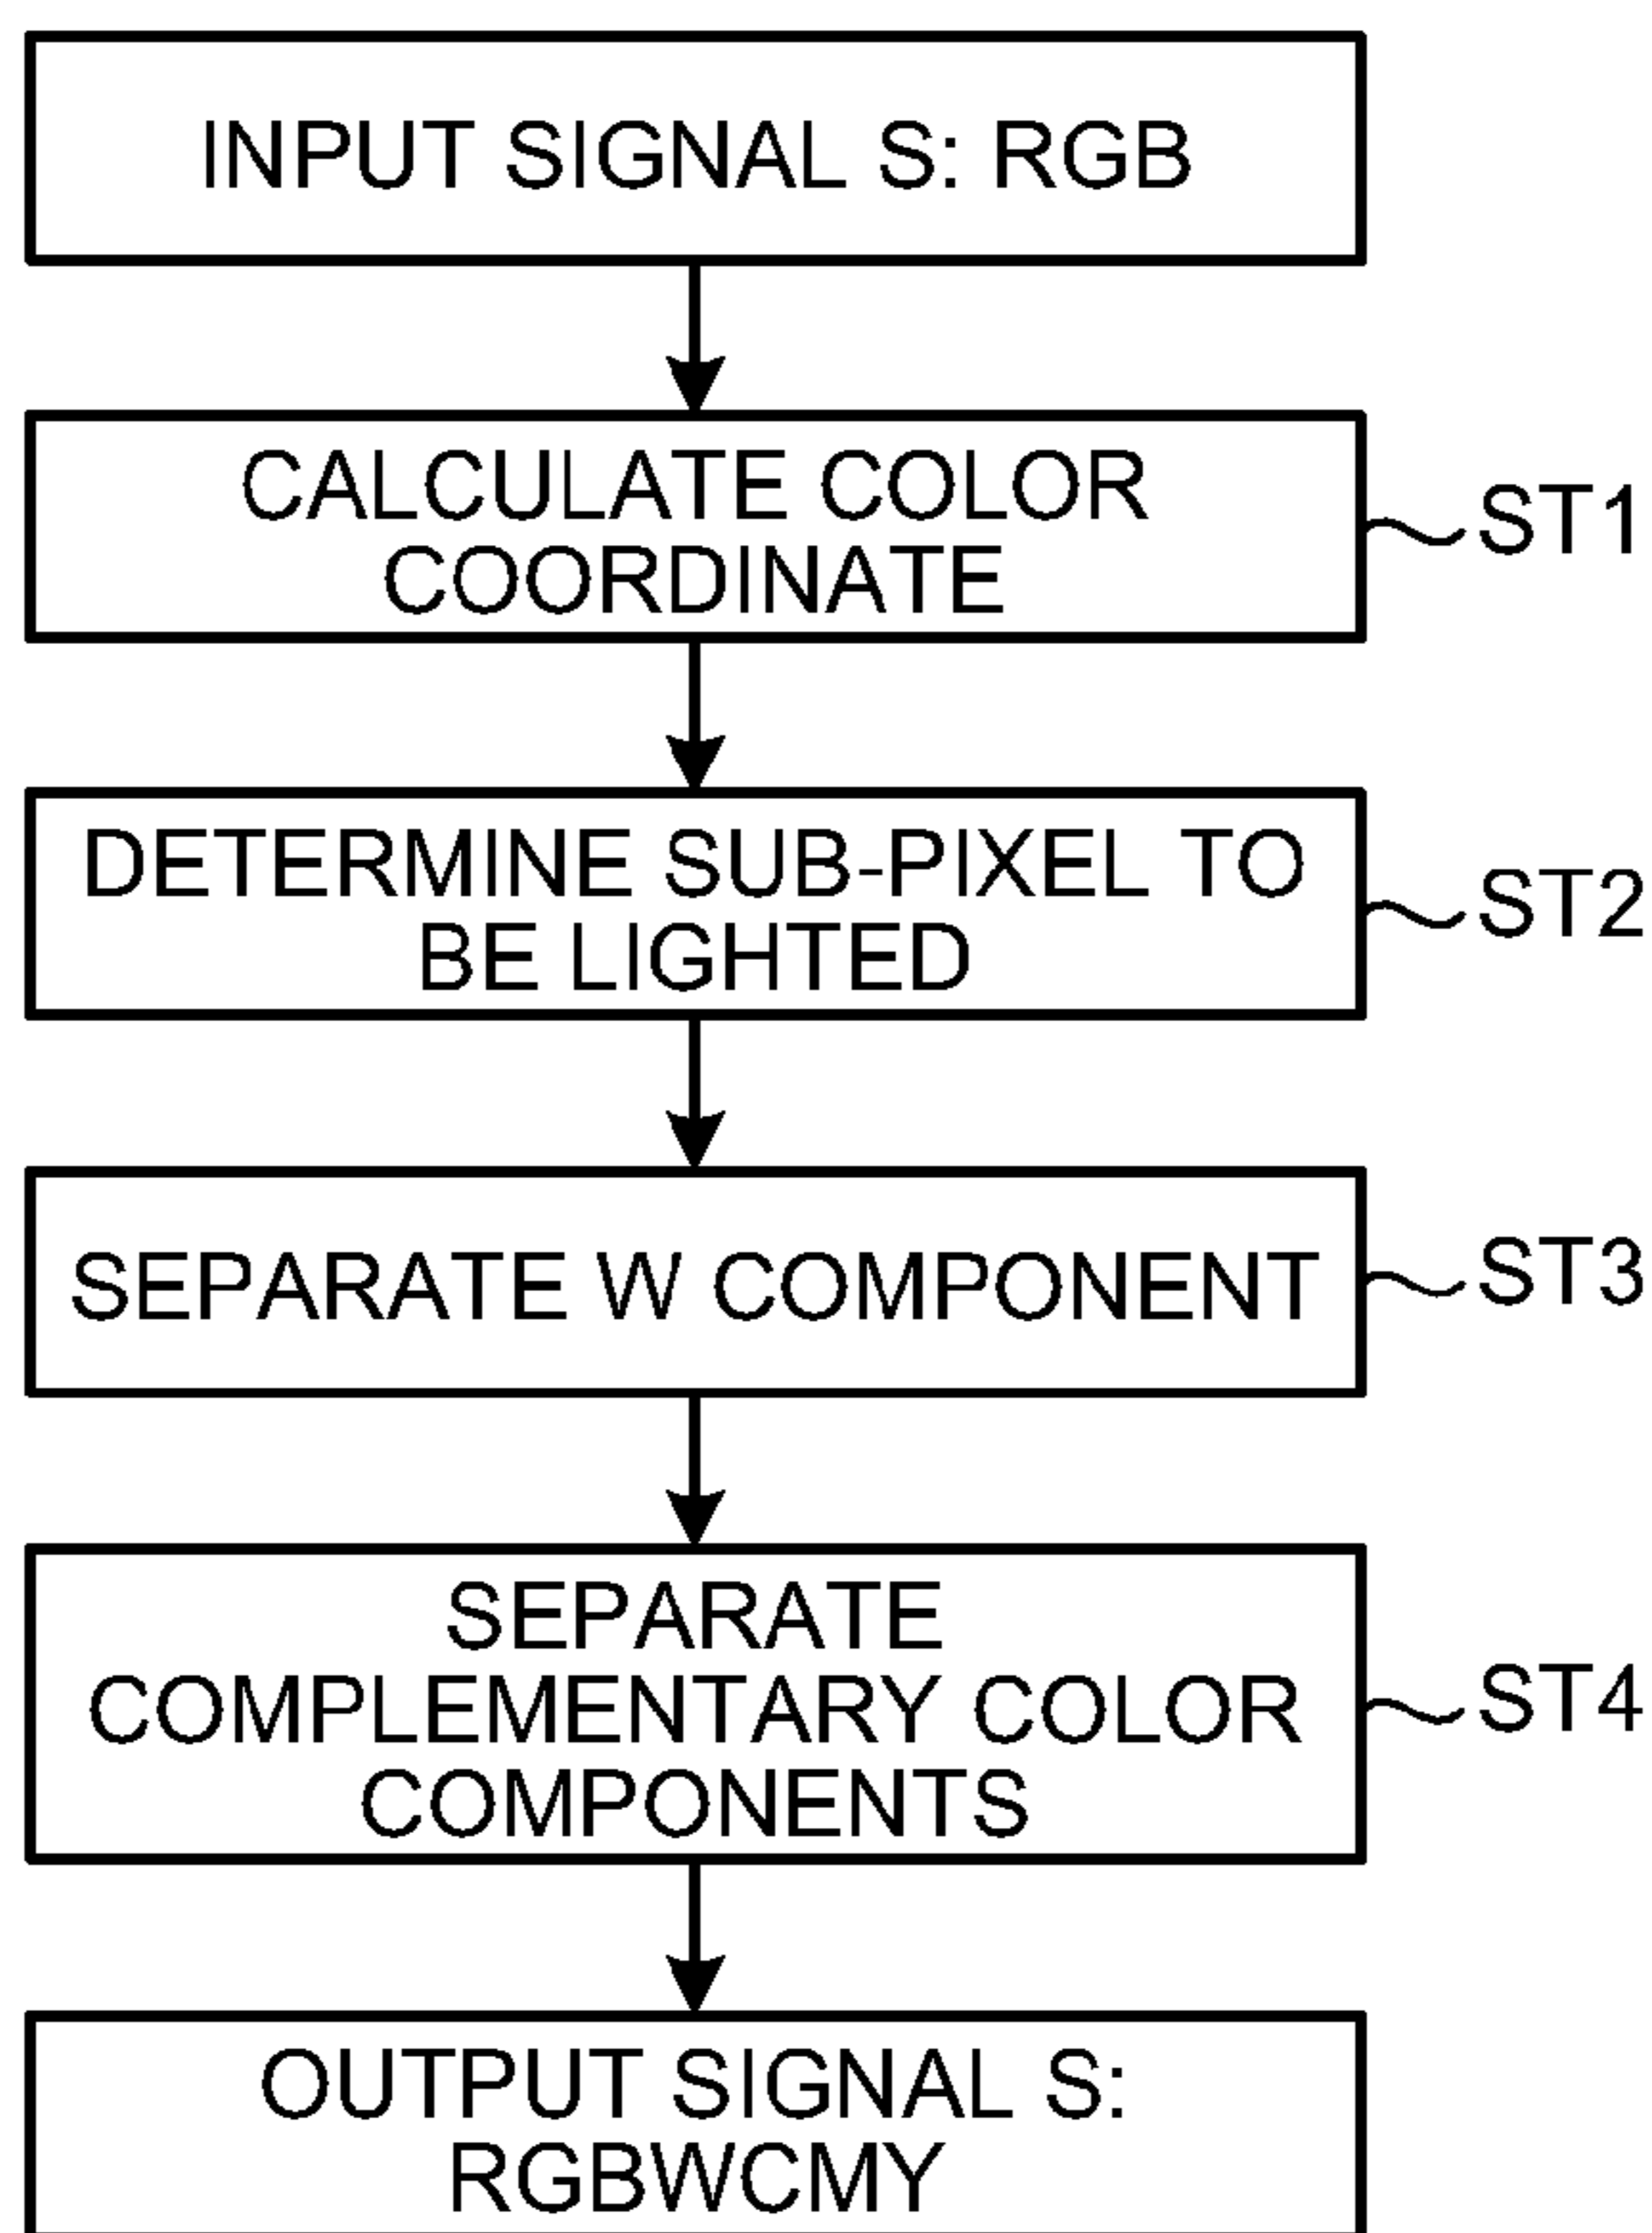 INPUT SIGNAL S: RGB
CALCULATE COLOR
COORDINATE
ST1
DETERMINE SUB-PIXEL TO
BE LIGHTED
ST2
SEPARATE W COMPONENT
ST3
SEPARATE
COMPLEMENTARY COLOR
COMPONENTS
ST4
OUTPUT SIGNAL S:
RGBWCMY